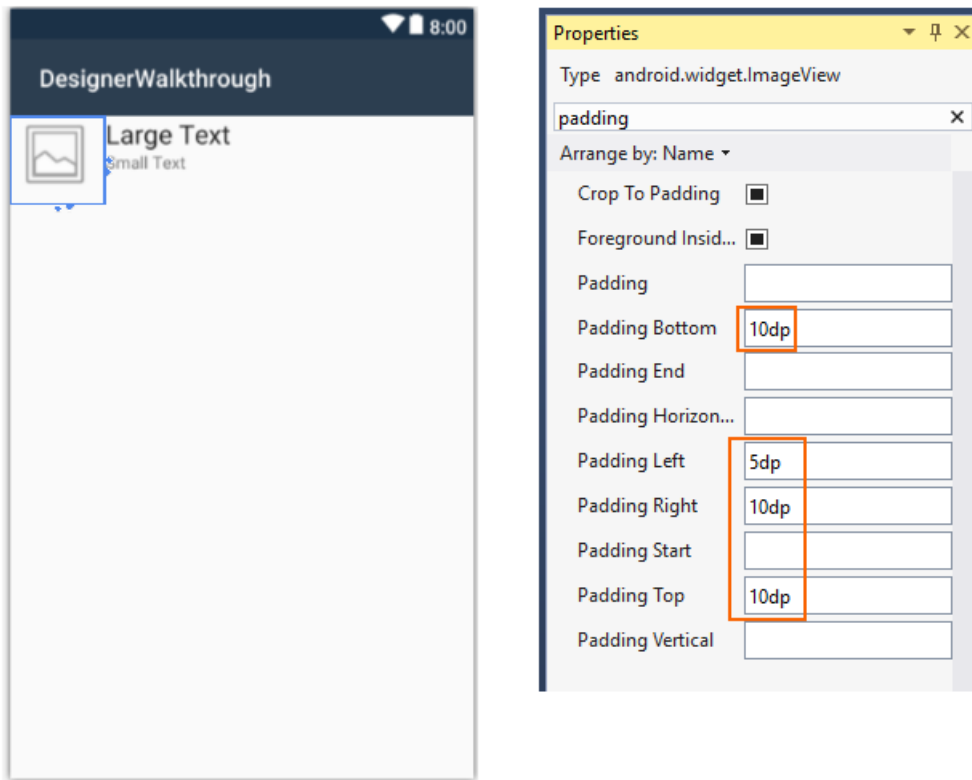 8:00
DesignerWalkthrough
Large Text
Small Text
Properties
Type android.widget.ImageView
padding
Arrange by: Name
Crop To Padding
Foreground Insid...
Padding
Padding Bottom 10dp
Padding End
Padding Horizon...
Padding Left 5dp
Padding Right 10dp
Padding Start
Padding Top 10dp
Padding Vertical